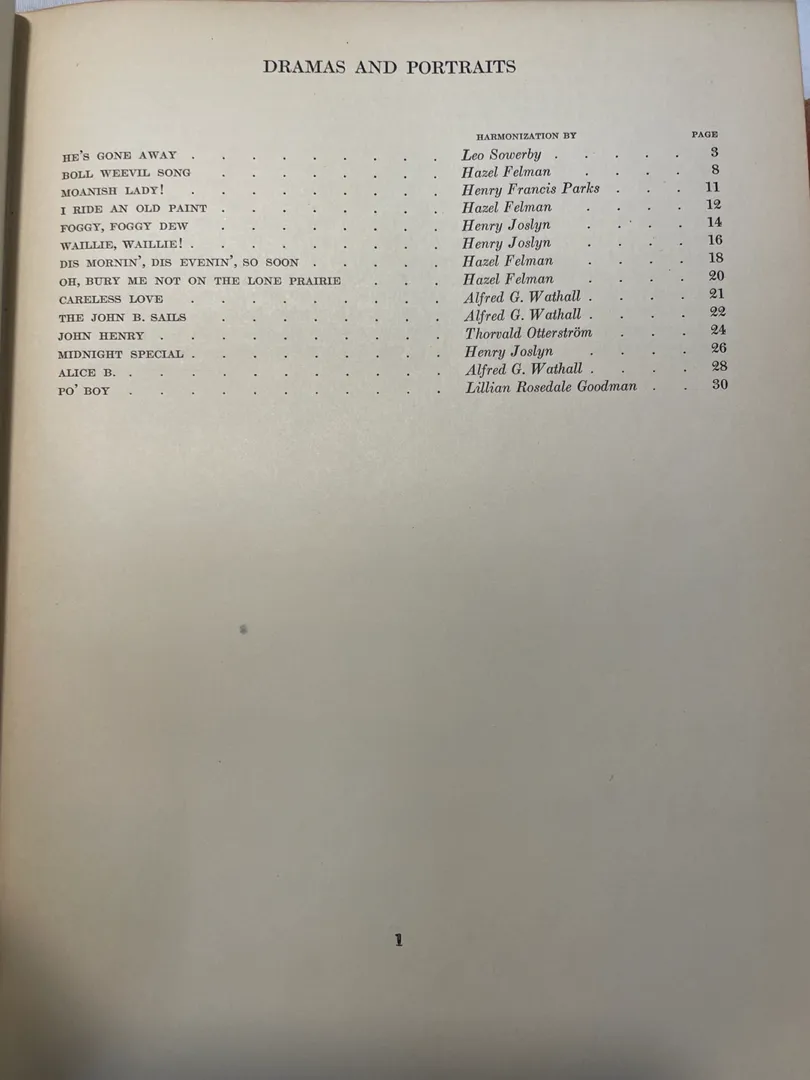 DRAMAS AND PORTRAITS
HARMONIZATION BY PAGE
HE'S GONE AWAY . . . . . . . . . Leo Sowerby . . . . . 3
BOLL WEEVIL SONG . . . . . . . . Hazel Felman . . . . 8
MOANISH LADY! . . . . . . . . . Henry Francis Parks . . . 11
I RIDE AN OLD PAINT . . . . . . . . Hazel Felman . . . . 12
FOGGY, FOGGY DEW . . . . . . . . Henry Joslyn . . . . 14
WAILLIE, WAILLIE! . . . . . . . . . Henry Joslyn . . . . 16
DIS MORNIN', DIS EVENIN', SO SOON . . . . . Hazel Felman . . . . 18
OH, BURY ME NOT ON THE LONE PRAIRIE . . . Hazel Felman . . . . 20
CARELESS LOVE . . . . . . . . . Alfred G. Wathall . . . . 21
THE JOHN B. SAILS . . . . . . . . Alfred G. Wathall . . . . 22
JOHN HENRY . . . . . . . . . . Thorvald Otterström . . . 24
MIDNIGHT SPECIAL . . . . . . . . . Henry Joslyn . . . . 26
ALICE B. . . . . . . . . . . . Alfred G. Wathall . . . . 28
PO' BOY . . . . . . . . . . . Lillian Rosedale Goodman . . 30
1